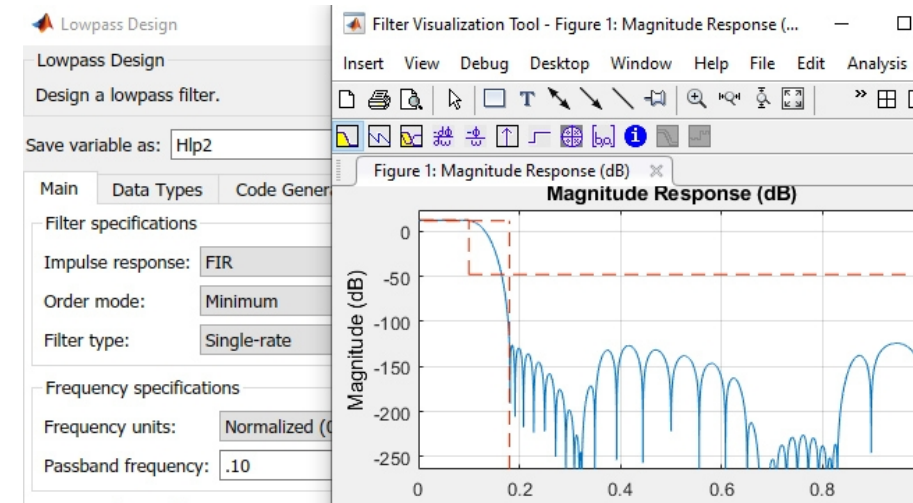 Lowpass Design
Lowpass Design
Design a lowpass filter.
Save variable as: Hlp2
Main Data Types Code Gener
Filter specifications
Impulse response: FIR
Order mode: Minimum
Filter type: Single-rate
Frequency specifications
Frequency units: Normalized (0
Passband frequency: .10
Filter Visualization Tool - Figure 1: Magnitude Response (...
Insert View Debug Desktop Window Help File Edit Analysis
Figure 1: Magnitude Response (dB)
Magnitude Response (dB)
Magnitude (dB)
0
-50
-100
-150
-200
-250
0 0.2 0.4 0.6 0.8